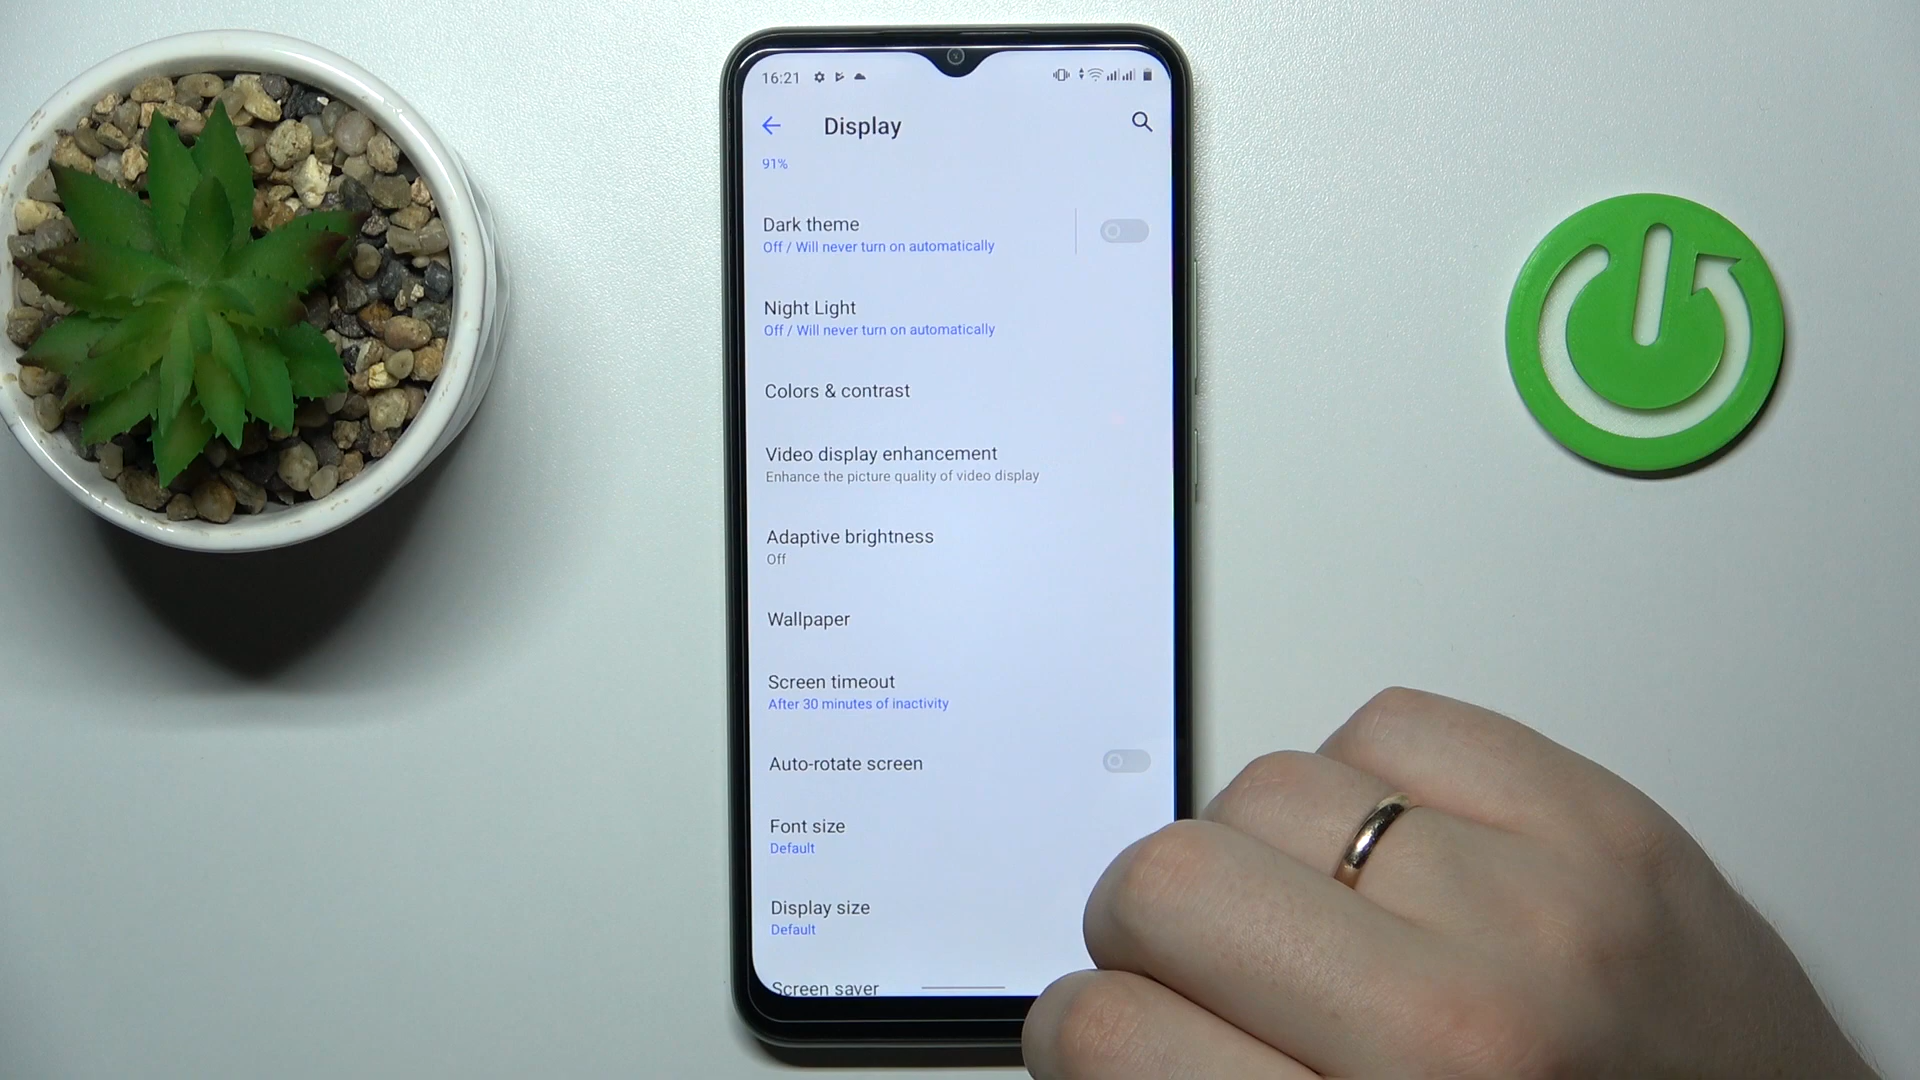 16:21
Display
91%
Dark theme
Off / Will never turn on automatically
Night Light
Off / Will never turn on automatically
Colors & contrast
Video display enhancement
Enhance the picture quality of video display
Adaptive brightness
Off
Wallpaper
Screen timeout
After 30 minutes of inactivity
Auto-rotate screen
Font size
Default
Display size
Default
Screen saver